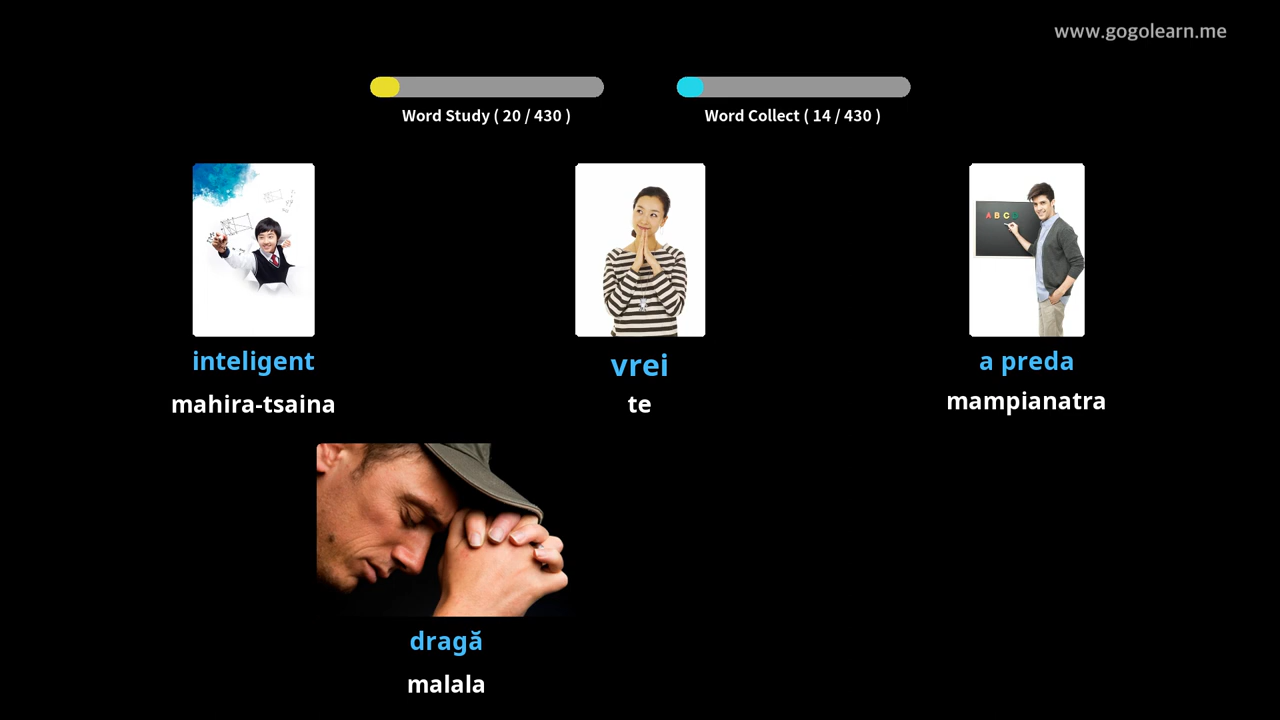 www.gogolearn.me
Word Study ( 20 / 430 )
Word Collect ( 14 / 430 )
inteligent
mahira-tsaina
vrei
te
a preda
mampianatra
dragă
malala